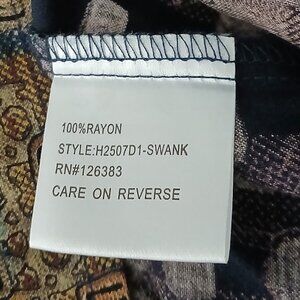 100%RAYON
STYLE:H2507D1-SWANK
RN#126383
CARE ON REVERSE